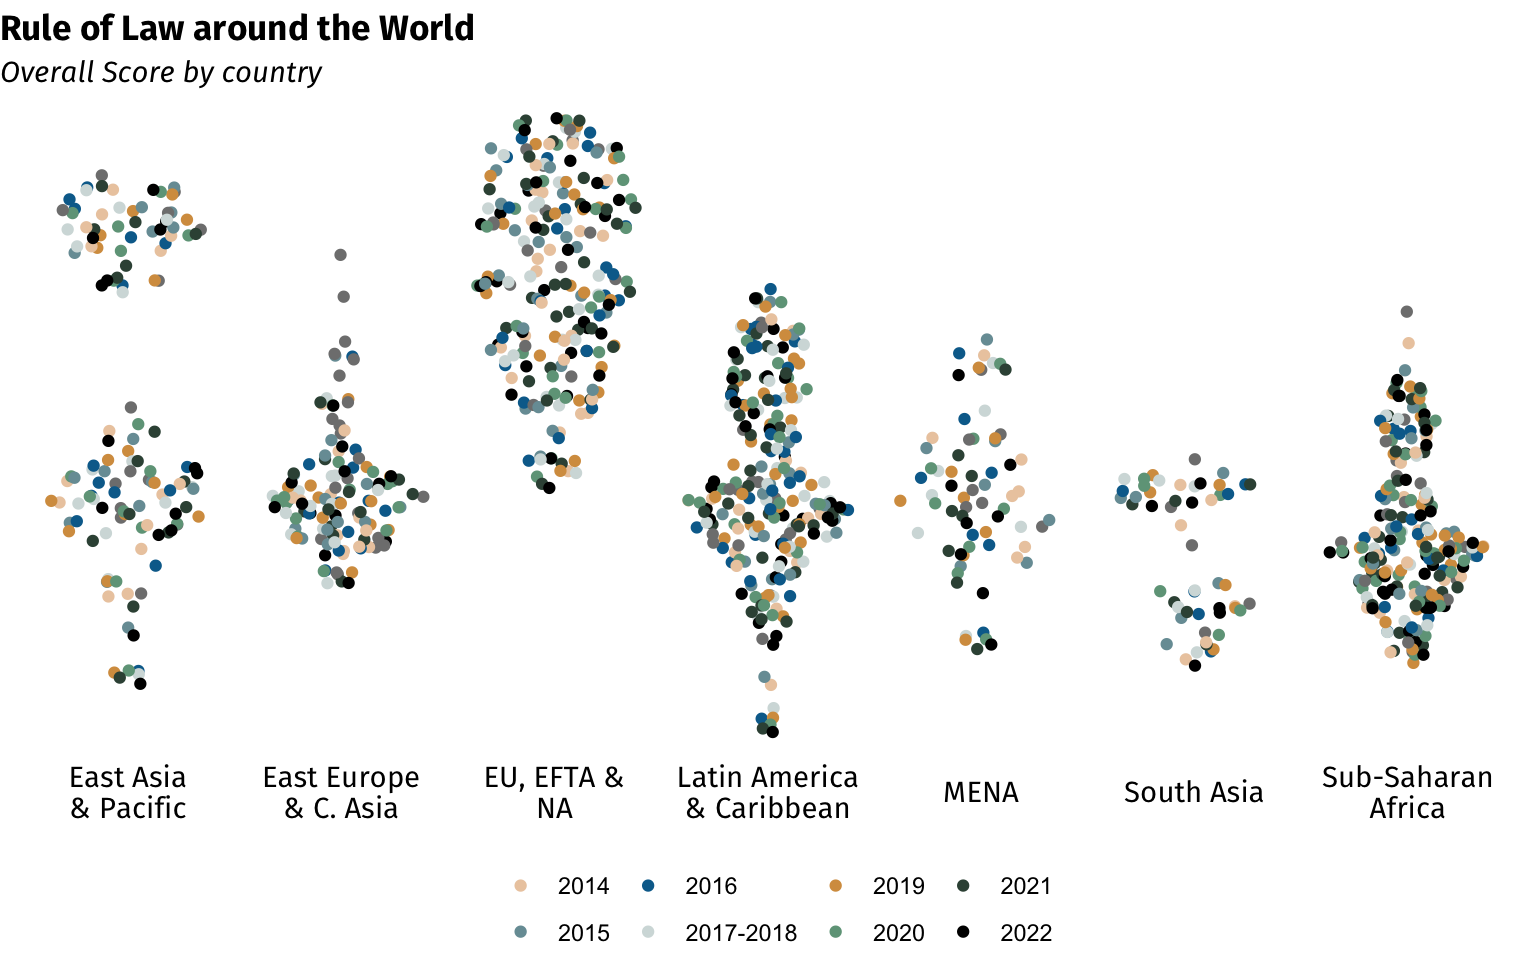 Rule of Law around the World
Overall Score by country
East Asia
& Pacific
East Europe
& C. Asia
EU, EFTA &
NA
Latin America
& Caribbean
MENA
South Asia
Sub-Saharan
Africa
2014
2016
2019
2021
2015
2017-2018
2020
2022